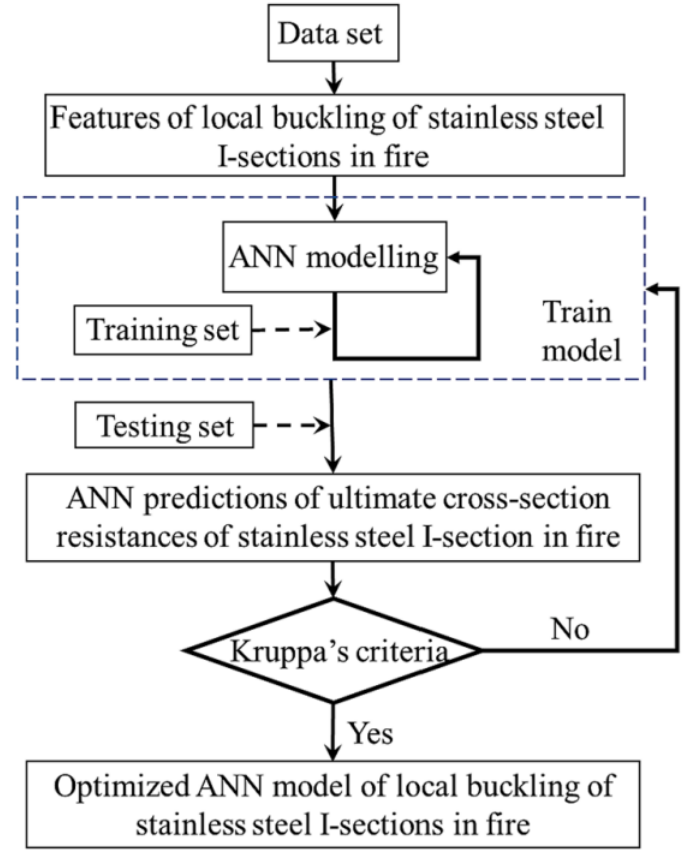 Data set
Features of local buckling of stainless steel
I-sections in fire
ANN modelling
Training set
Train
model
Testing set
ANN predictions of ultimate cross-section
resistances of stainless steel I-section in fire
Kruppa’s criteria
No
Yes
Optimized ANN model of local buckling of
stainless steel I-sections in fire